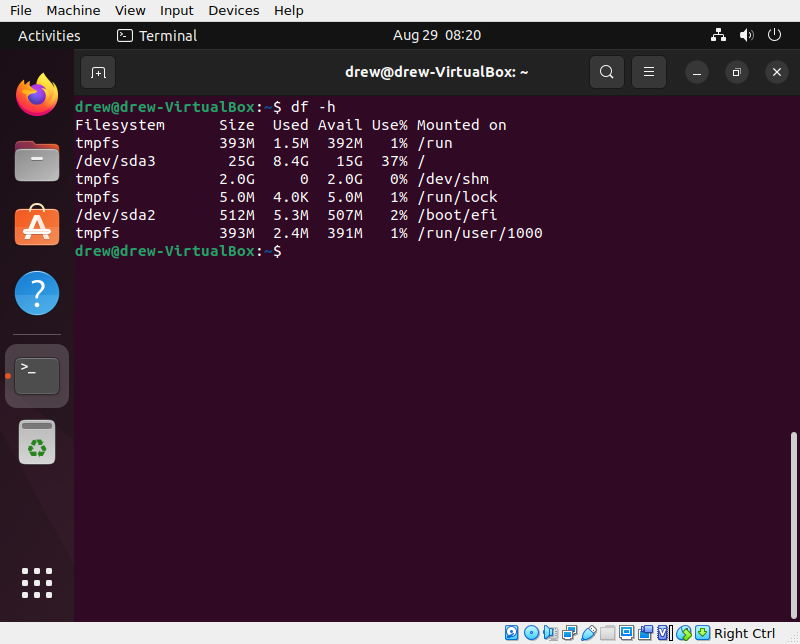 File Machine View Input Devices Help
Activities Terminal Aug 29 08:20
drew@drew-VirtualBox: ~
drew@drew-VirtualBox:~$ df -h
Filesystem Size Used Avail Use% Mounted on
tmpfs 393M 1.5M 392M 1% /run
/dev/sda3 25G 8.4G 15G 37% /
tmpfs 2.0G 0 2.0G 0% /dev/shm
tmpfs 5.0M 4.0K 5.0M 1% /run/lock
/dev/sda2 512M 5.3M 507M 2% /boot/efi
tmpfs 393M 2.4M 391M 1% /run/user/1000
drew@drew-VirtualBox:~$
Right Ctrl